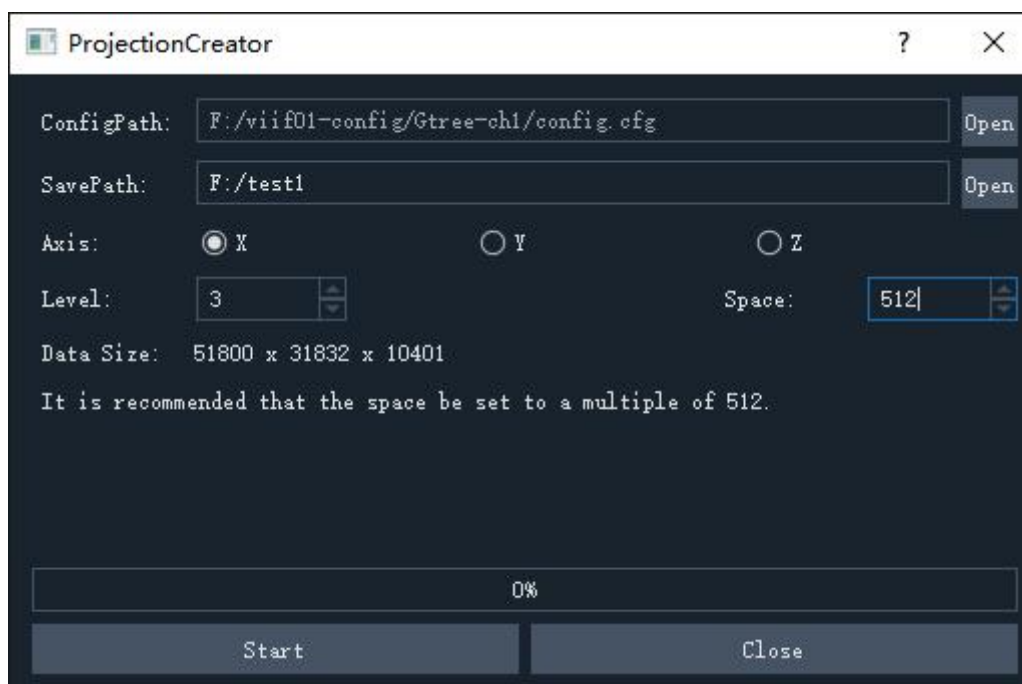 ProjectionCreator ?
ConfigPath: F:/viif01-config/Gtree-ch1/config.cfg Open
SavePath: F:/test1 Open
Axis: X Y Z
Level: 3 Space: 512
Data Size: 51800 x 31832 x 10401
It is recommended that the space be set to a multiple of 512.
0%
Start Close